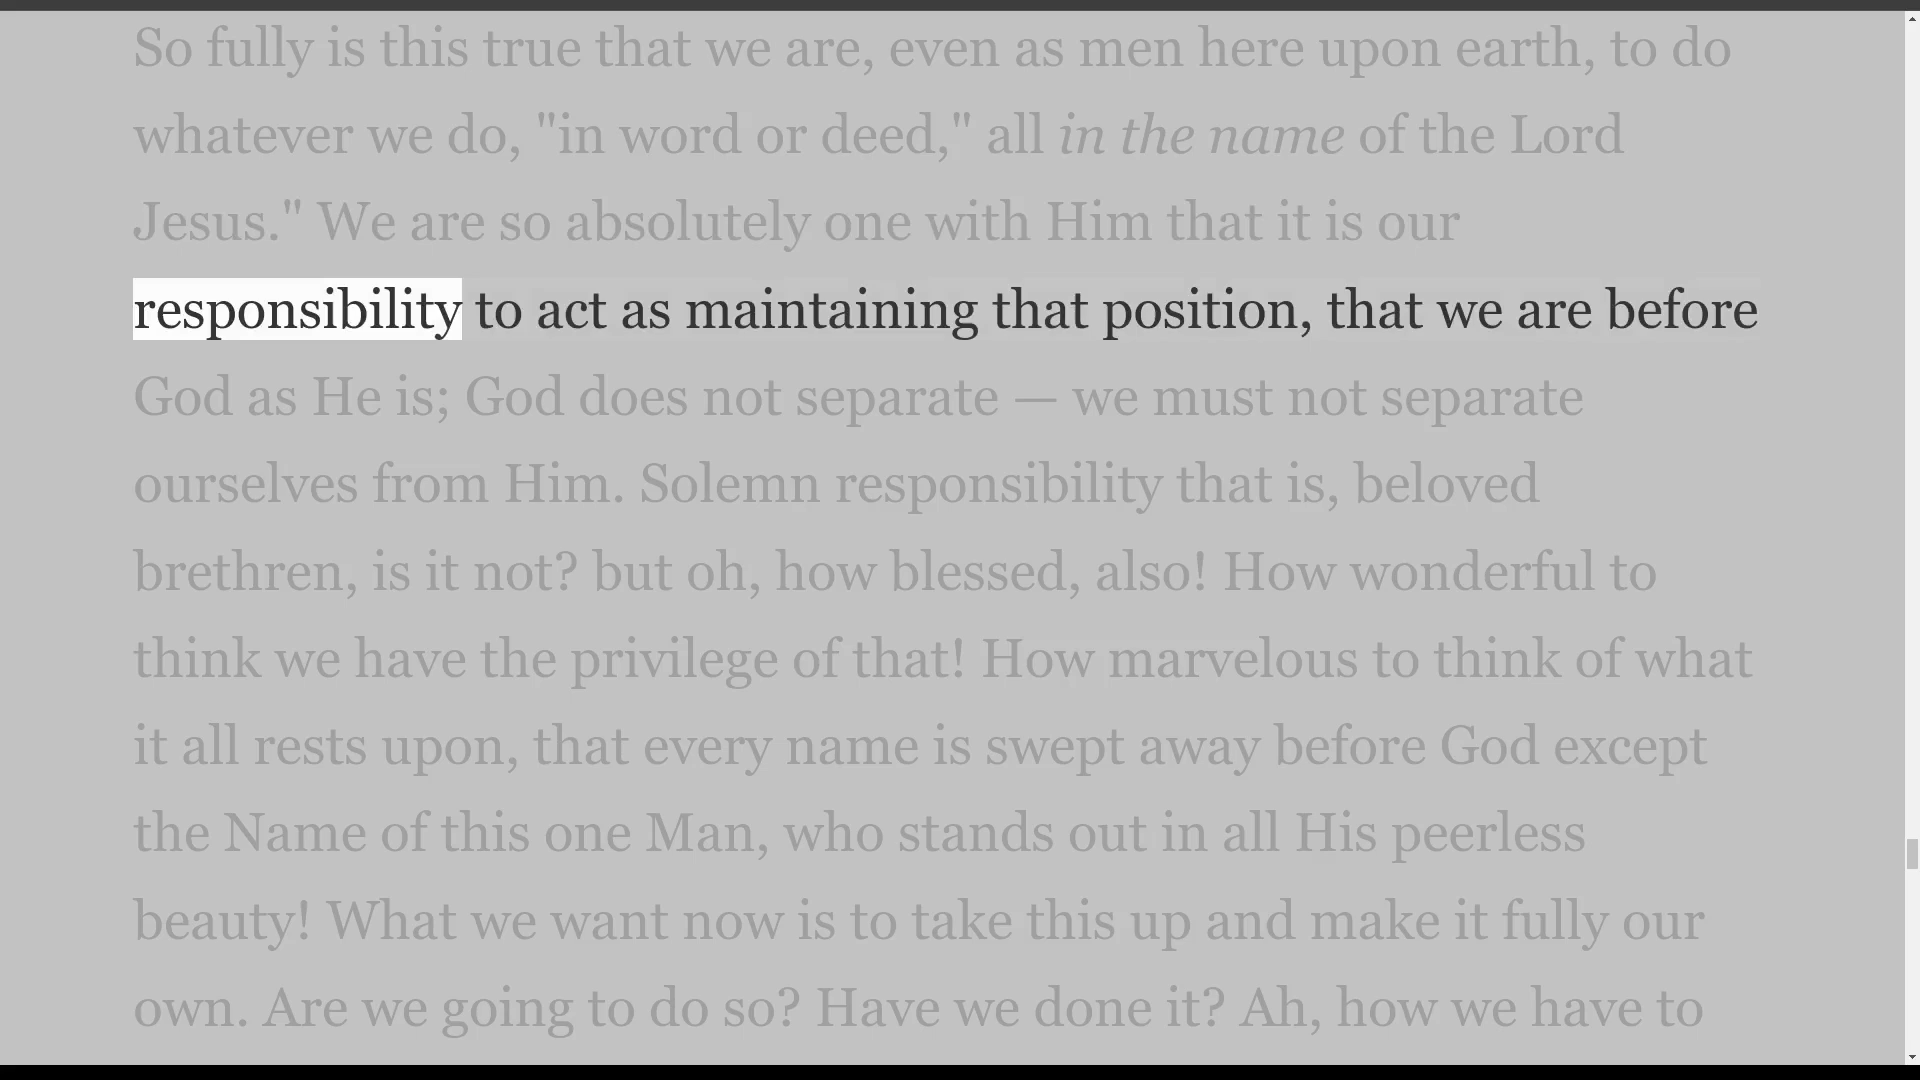 So fully is this true that we are, even as men here upon earth, to do
whatever we do, "in word or deed," all in the name of the Lord
Jesus." We are so absolutely one with Him that it is our
responsibility to act as maintaining that position, that we are before
God as He is; God does not separate — we must not separate
ourselves from Him. Solemn responsibility that is, beloved
brethren, is it not? but oh, how blessed, also! How wonderful to
think we have the privilege of that! How marvelous to think of what
it all rests upon, that every name is swept away before God except
the Name of this one Man, who stands out in all His peerless
beauty! What we want now is to take this up and make it fully our
own. Are we going to do so? Have we done it? Ah, how we have to